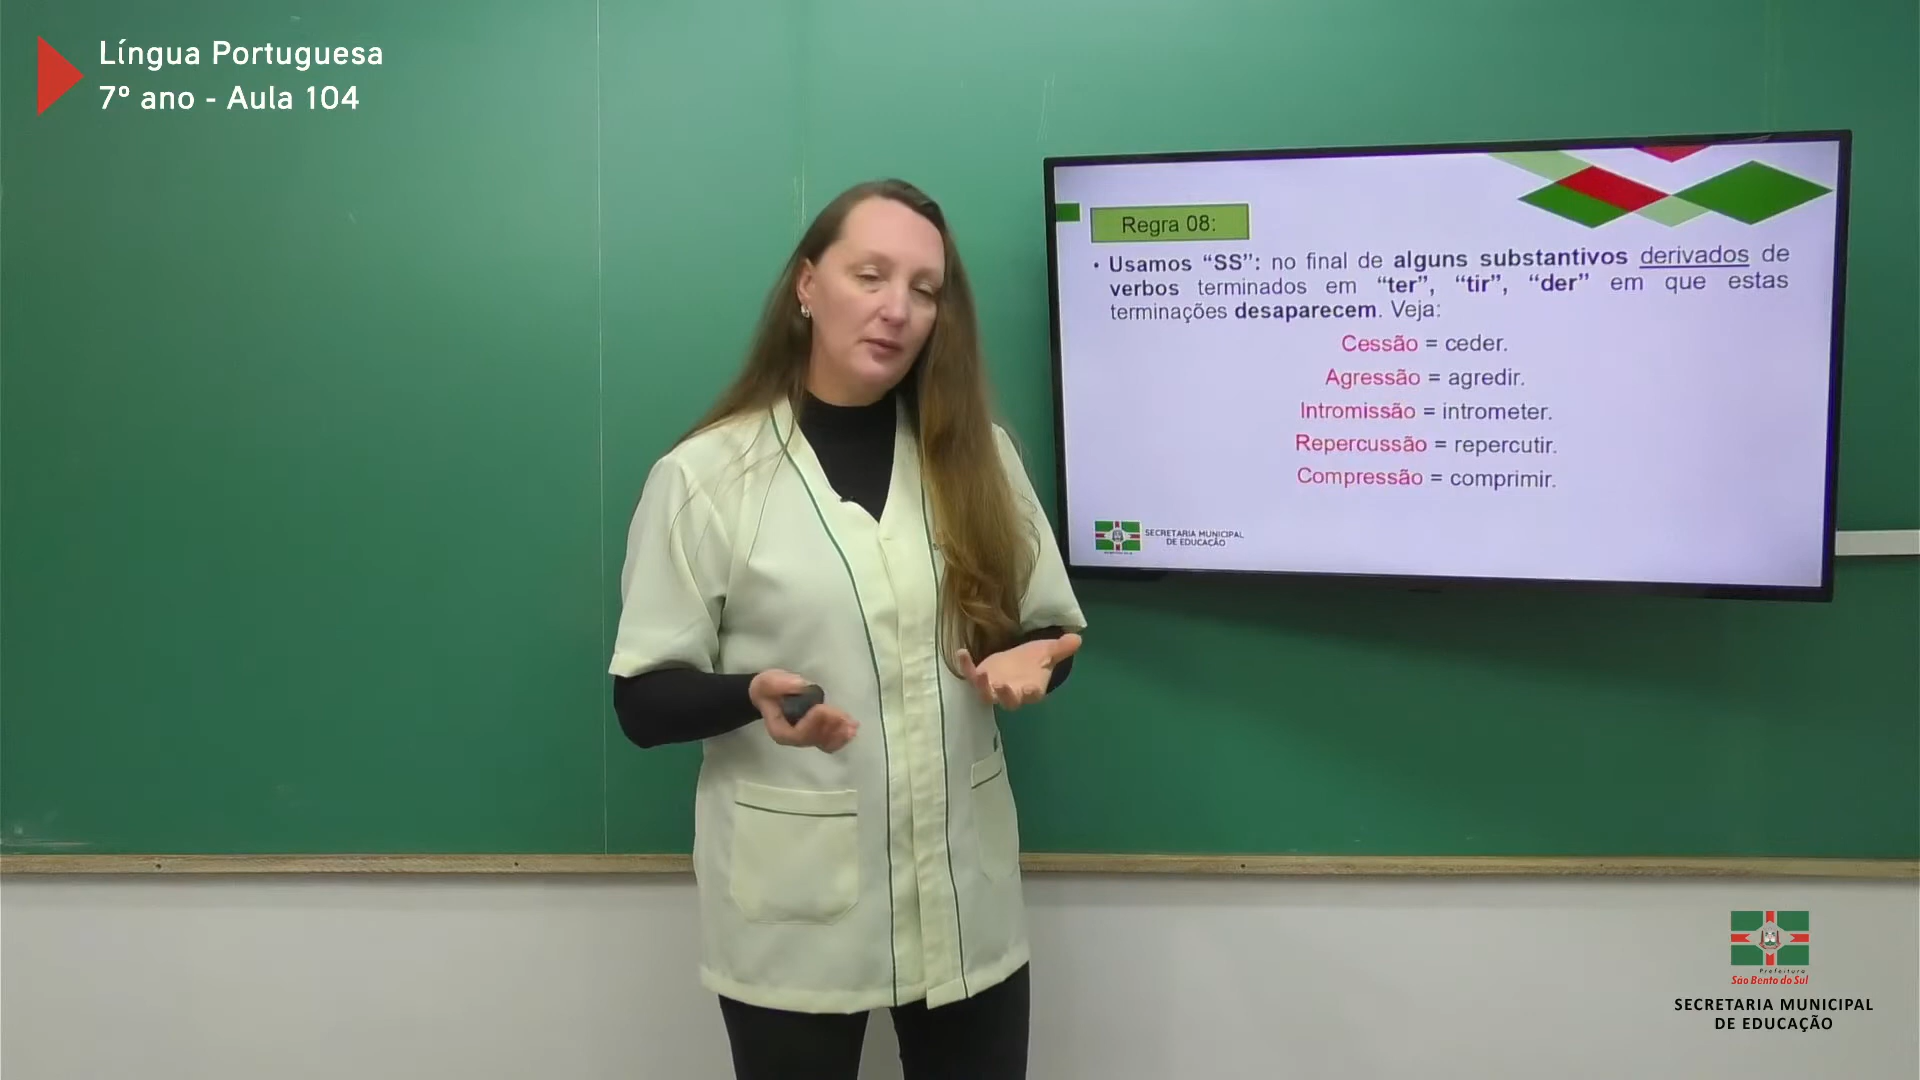 Língua Portuguesa
7º ano - Aula 104
Regra 08:
• Usamos “SS”: no final de alguns substantivos derivados de
verbos terminados em “ter”, “tir”, “der” em que estas
terminações desaparecem. Veja:
Cessão = ceder.
Agressão = agredir.
Intromissão = intrometer.
Repercussão = repercutir.
Compressão = comprimir.
SECRETARIA MUNICIPAL
DE EDUCAÇÃO
Prefeitura
São Bento do Sul
SECRETARIA MUNICIPAL
DE EDUCAÇÃO